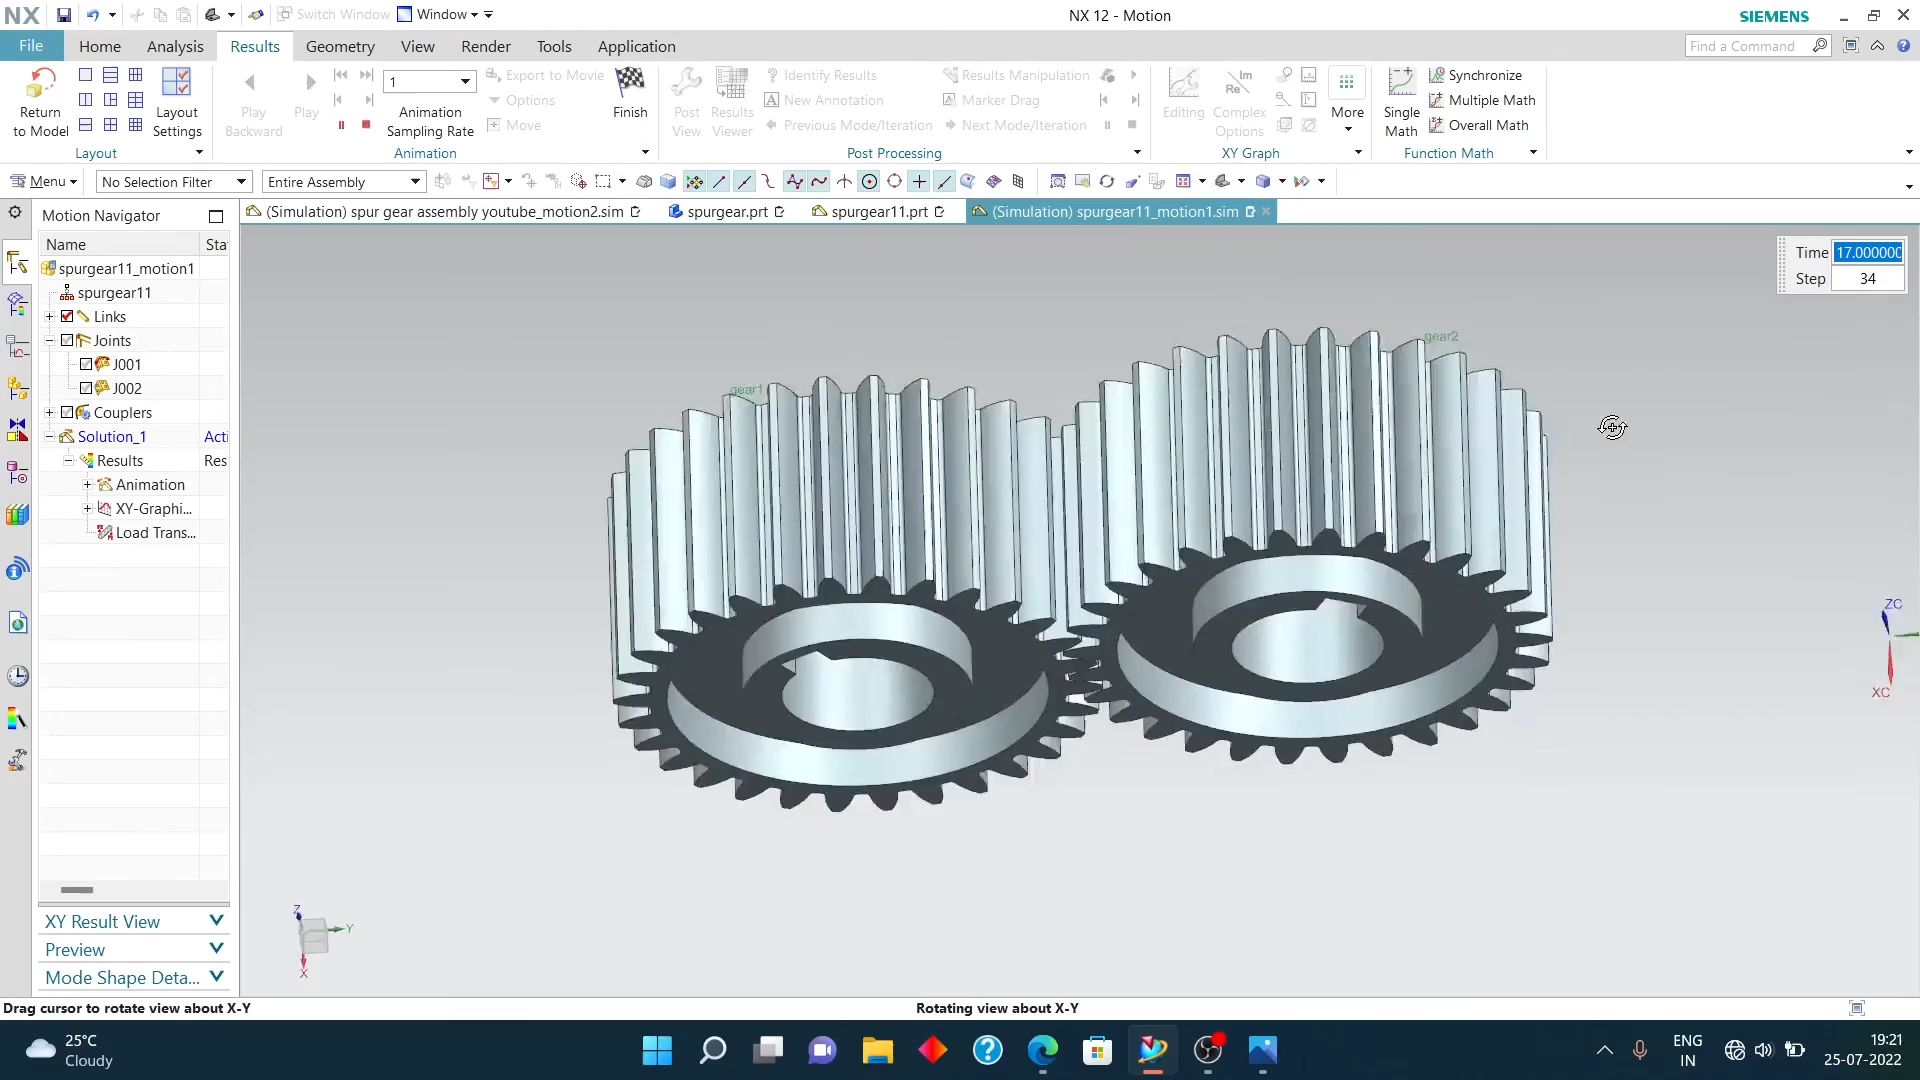 NX
Switch Window
Window
NX 12 - Motion
SIEMENS
File
Home
Analysis
Results
Geometry
View
Render
Tools
Application
Find a Command
Return to Model
Layout Settings
Layout
Play Backward
Play
1
Animation Sampling Rate
Export to Movie
Options
Move
Finish
Animation
Post View
Results Viewer
Identify Results
New Annotation
Previous Mode/Iteration
Results Manipulation
Marker Drag
Next Mode/Iteration
Post Processing
Editing
Im
Re
Complex Options
More
XY Graph
Single Math
Synchronize
Multiple Math
Overall Math
Function Math
Menu
No Selection Filter
Entire Assembly
Motion Navigator
(Simulation) spur gear assembly youtube_motion2.sim
spurgear.prt
spurgear11.prt
(Simulation) spurgear11_motion1.sim
Name
Sta
spurgear11_motion1
spurgear11
Links
Joints
J001
J002
Couplers
Solution_1
Acti
Results
Res
Animation
XY-Graphi...
Load Trans...
Time 17.000000
Step 34
gear1
gear2
ZC
XC
Z
Y
X
XY Result View
Preview
Mode Shape Deta...
Drag cursor to rotate view about X-Y
Rotating view about X-Y
25°C
Cloudy
ENG
IN
19:21
25-07-2022